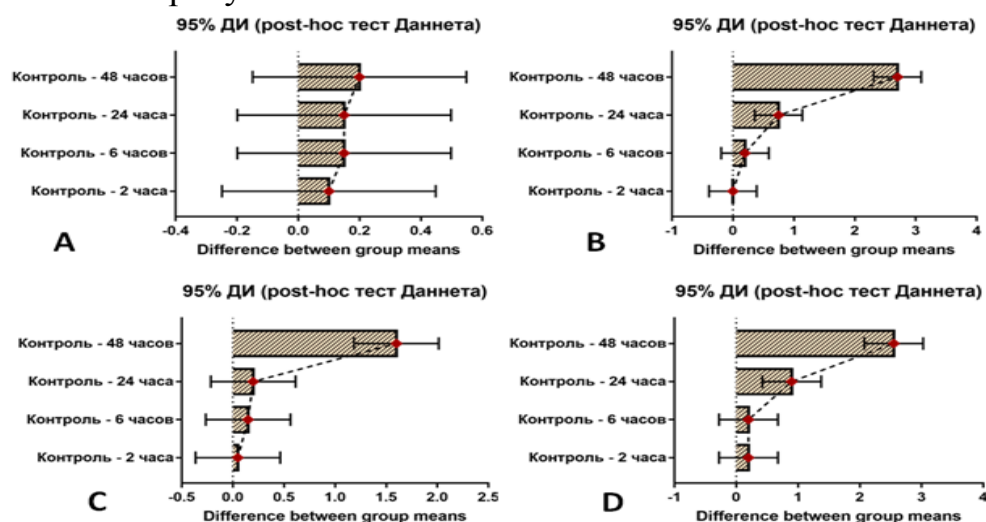 95% ДИ (post-hoc тест Даннета)
Контроль - 48 часов
Контроль - 24 часа
Контроль - 6 часов
Контроль - 2 часа
-0.4 -0.2 0.0 0.2 0.4 0.6
Difference between group means
A
95% ДИ (post-hoc тест Даннета)
Контроль - 48 часов
Контроль - 24 часа
Контроль - 6 часов
Контроль - 2 часа
-1 0 1 2 3 4
Difference between group means
B
95% ДИ (post-hoc тест Даннета)
Контроль - 48 часов
Контроль - 24 часа
Контроль - 6 часов
Контроль - 2 часа
-0.5 0.0 0.5 1.0 1.5 2.0 2.5
Difference between group means
C
95% ДИ (post-hoc тест Даннета)
Контроль - 48 часов
Контроль - 24 часа
Контроль - 6 часов
Контроль - 2 часа
-1 0 1 2 3 4
Difference between group means
D